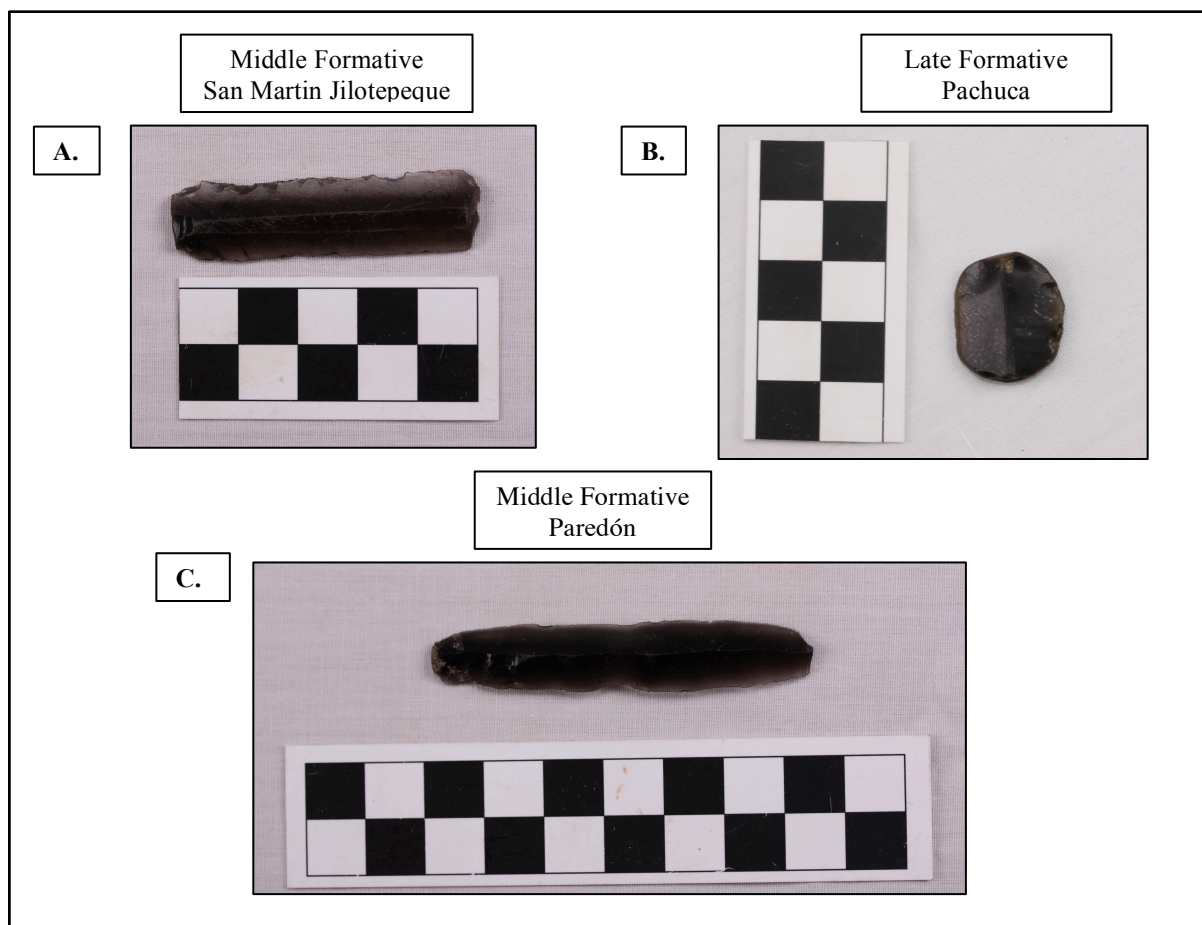 Middle Formative
San Martin Jilotepeque
A.
Late Formative
Pachuca
B.
Middle Formative
Paredón
C.